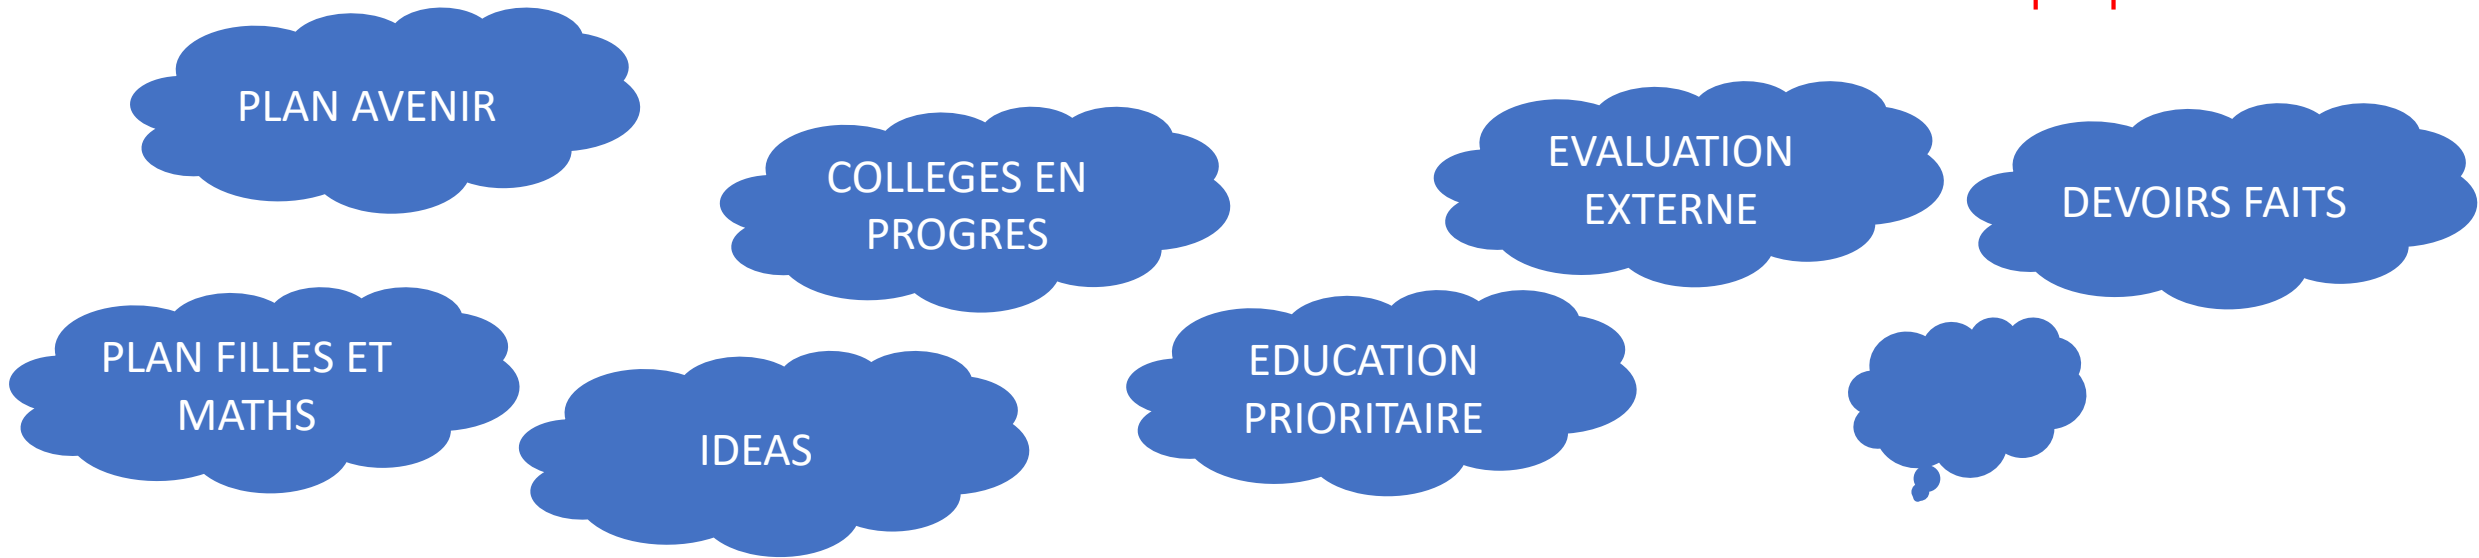 PLAN AVENIR
COLLEGES EN
PROGRES
EVALUATION
EXTERNE
DEVOIRS FAITS
PLAN FILLES ET
MATHS
IDEAS
EDUCATION
PRIORITAIRE